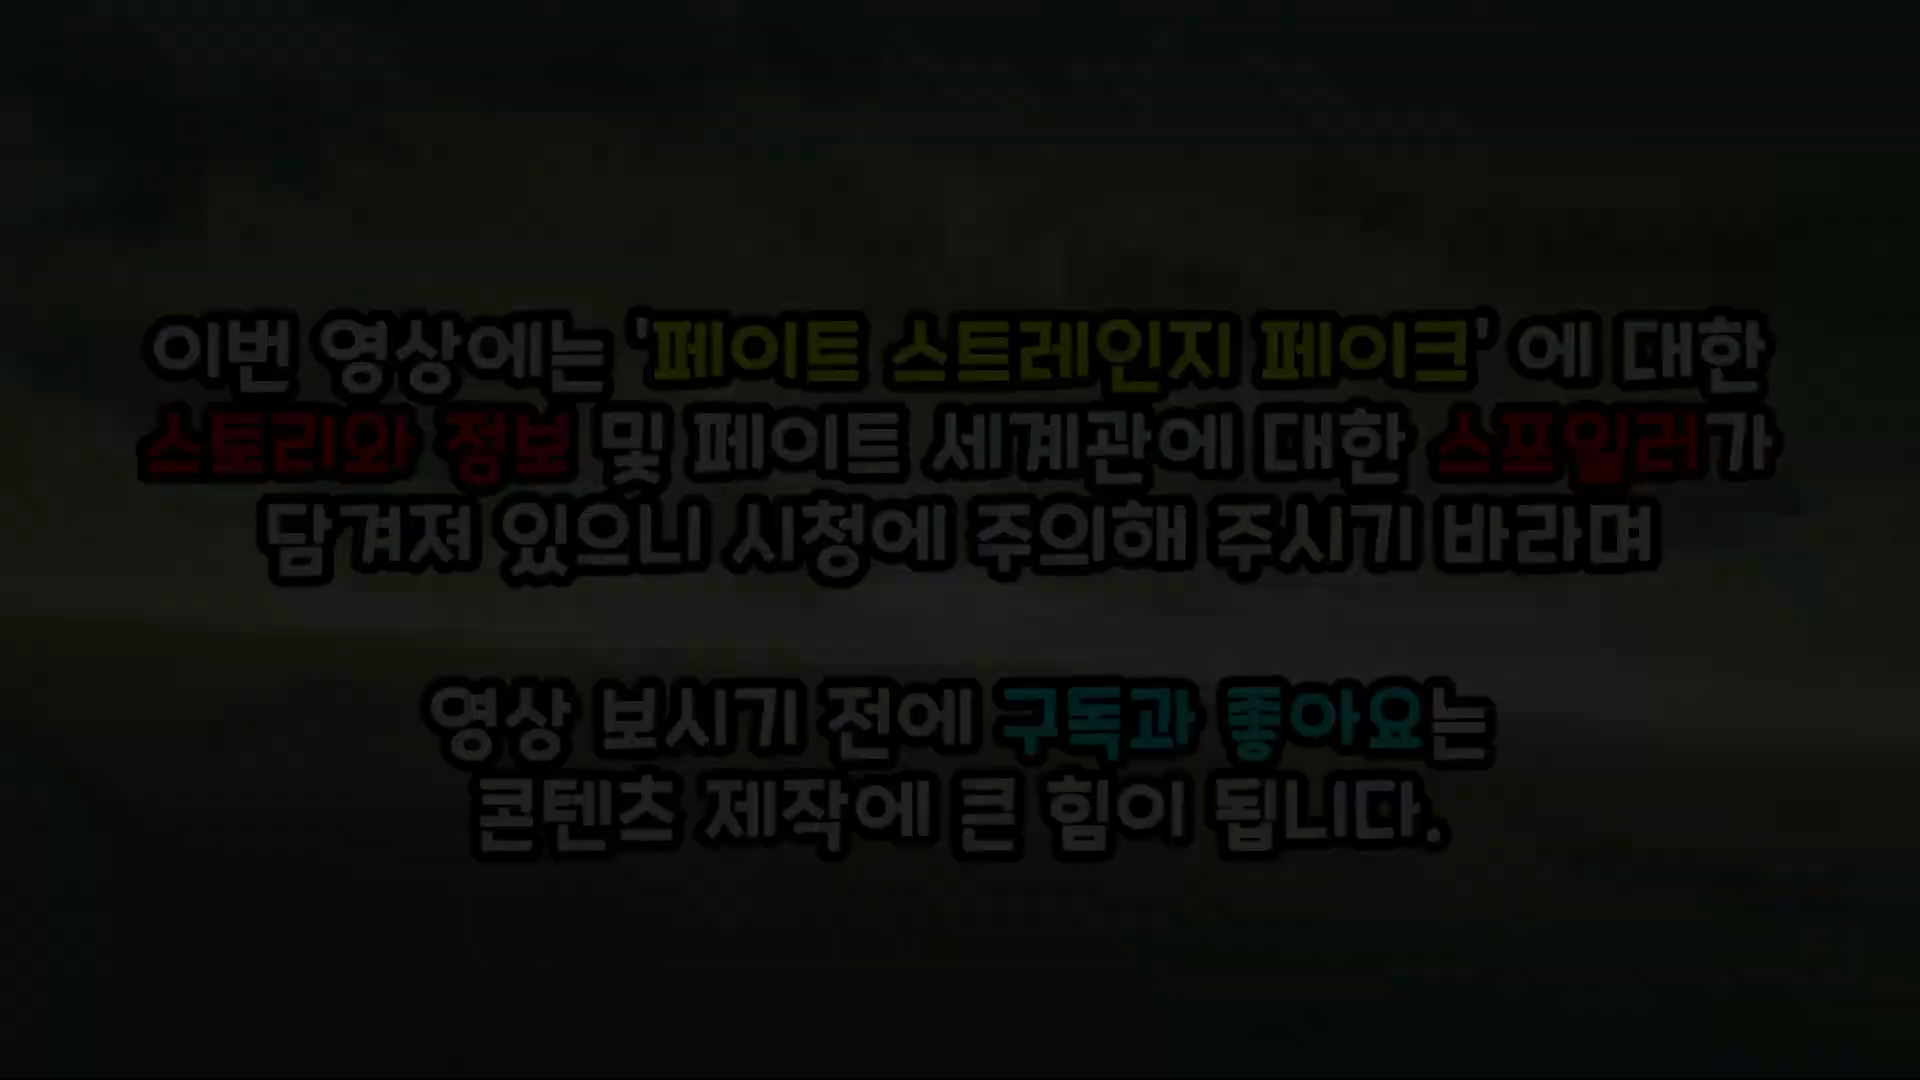 이번 영상에는 '페이트 스트레인지 페이크' 에 대한
스토리와 정보 및 페이트 세계관에 대한 스포일러가
담겨져 있으니 시청에 주의해 주시기 바라며
영상 보시기 전에 구독과 좋아요는
콘텐츠 제작에 큰 힘이 됩니다.